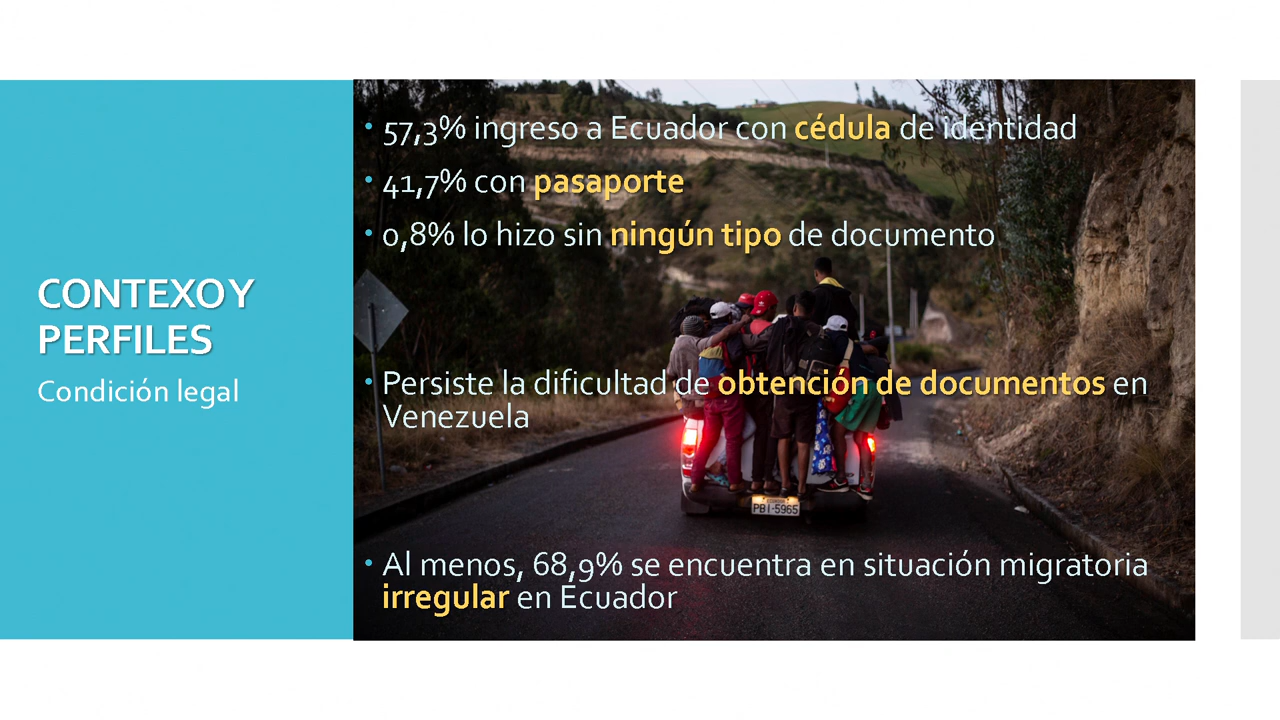 CONTEXO Y
PERFILES
Condición legal
• 57,3% ingreso a Ecuador con cédula de identidad
• 41,7% con pasaporte
• 0,8% lo hizo sin ningún tipo de documento
• Persiste la dificultad de obtención de documentos en
Venezuela
• Al menos, 68,9% se encuentra en situación migratoria
irregular en Ecuador
PBI-5965